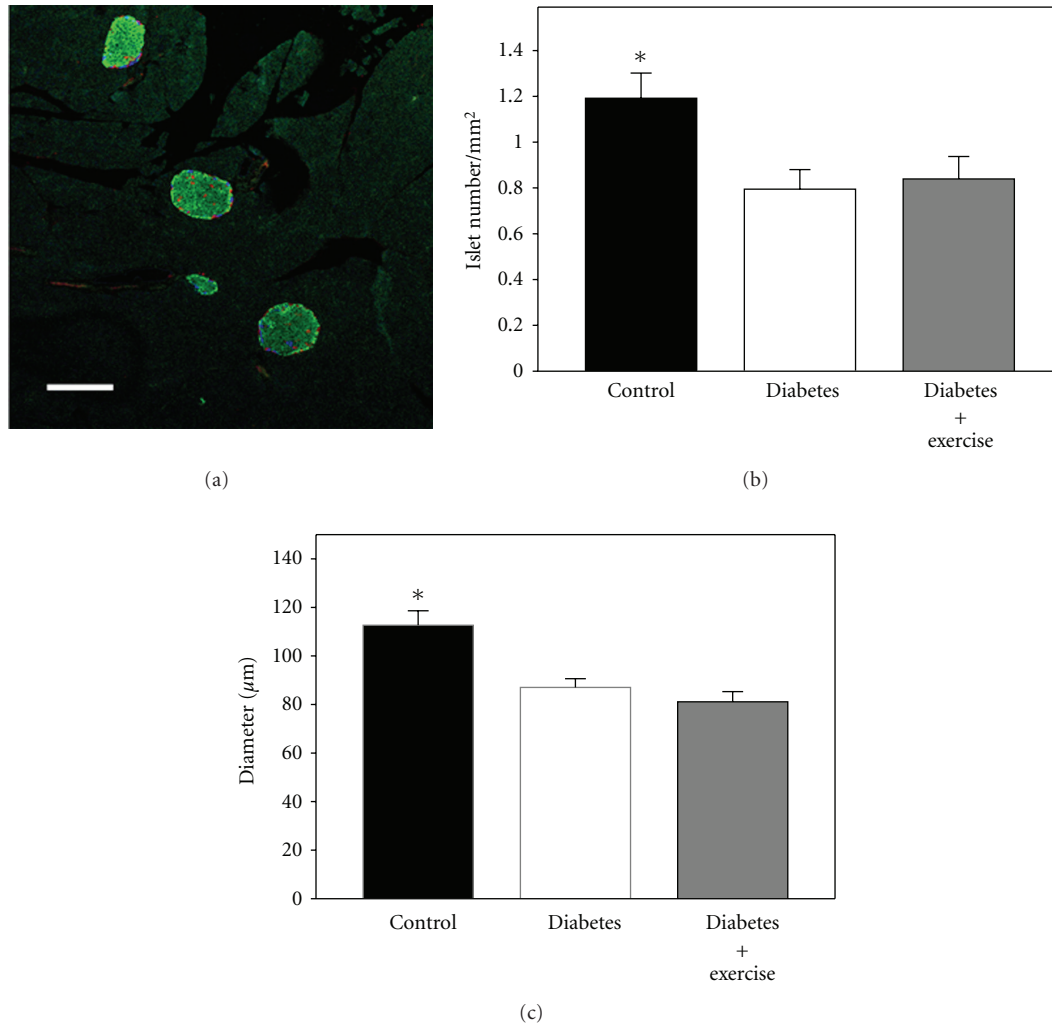 (a)
1.4
1.2
1
0.8
0.6
0.4
0.2
0
Islet number/mm²
*
Control
Diabetes
Diabetes
+
exercise
(b)
140
120
100
80
60
40
20
0
Diameter (μm)
*
Control
Diabetes
Diabetes
+
exercise
(c)